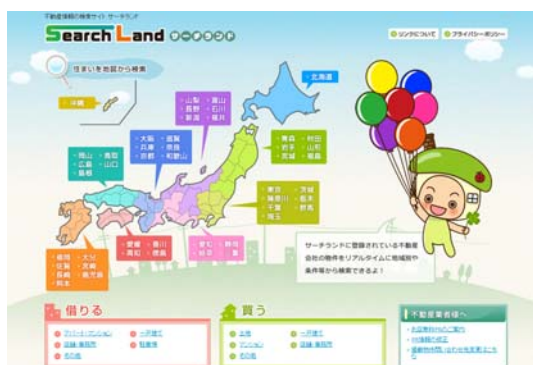 不動産情報の検索サイト サーチランド
Search Land サーチランド
リンクについて
プライバシーポリシー
住まいを地図から検索
沖縄
北海道
山梨 富山
長野 石川
新潟 福井
大阪 滋賀
兵庫 奈良
京都 和歌山
青森 秋田
岩手 山形
宮城 福島
岡山 鳥取
広島 山口
島根
東京 茨城
神奈川 栃木
千葉 群馬
埼玉
愛媛 香川
高知 徳島
愛知 静岡
岐阜 三重
福岡 大分
佐賀 宮崎
長崎 鹿児島
熊本
サーチランドに登録されている不動産
会社の物件をリアルタイムに地域別や
条件等から検索できるよ!
借りる
アパート・マンション
一戸建て
店舗・事務所
駐車場
その他
買う
土地
一戸建て
マンション
店舗・事務所
その他
不動産業者様へ